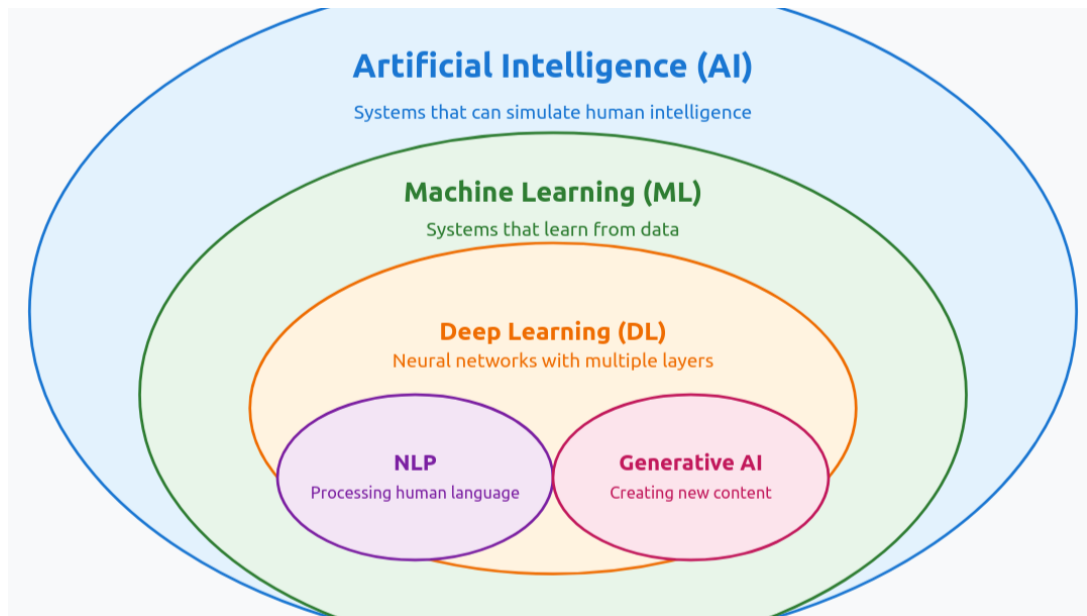 Artificial Intelligence (AI)
Systems that can simulate human intelligence
Machine Learning (ML)
Systems that learn from data
Deep Learning (DL)
Neural networks with multiple layers
NLP
Processing human language
Generative AI
Creating new content